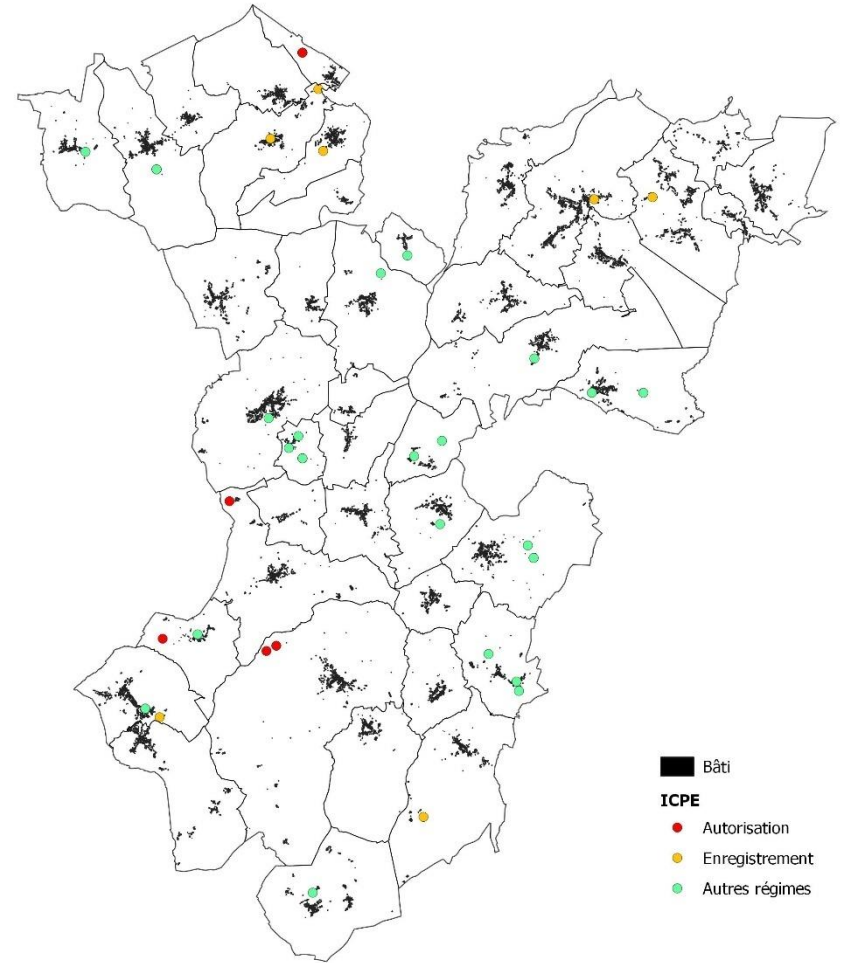 Bâti
ICPE
Autorisation
Enregistrement
Autres régimes